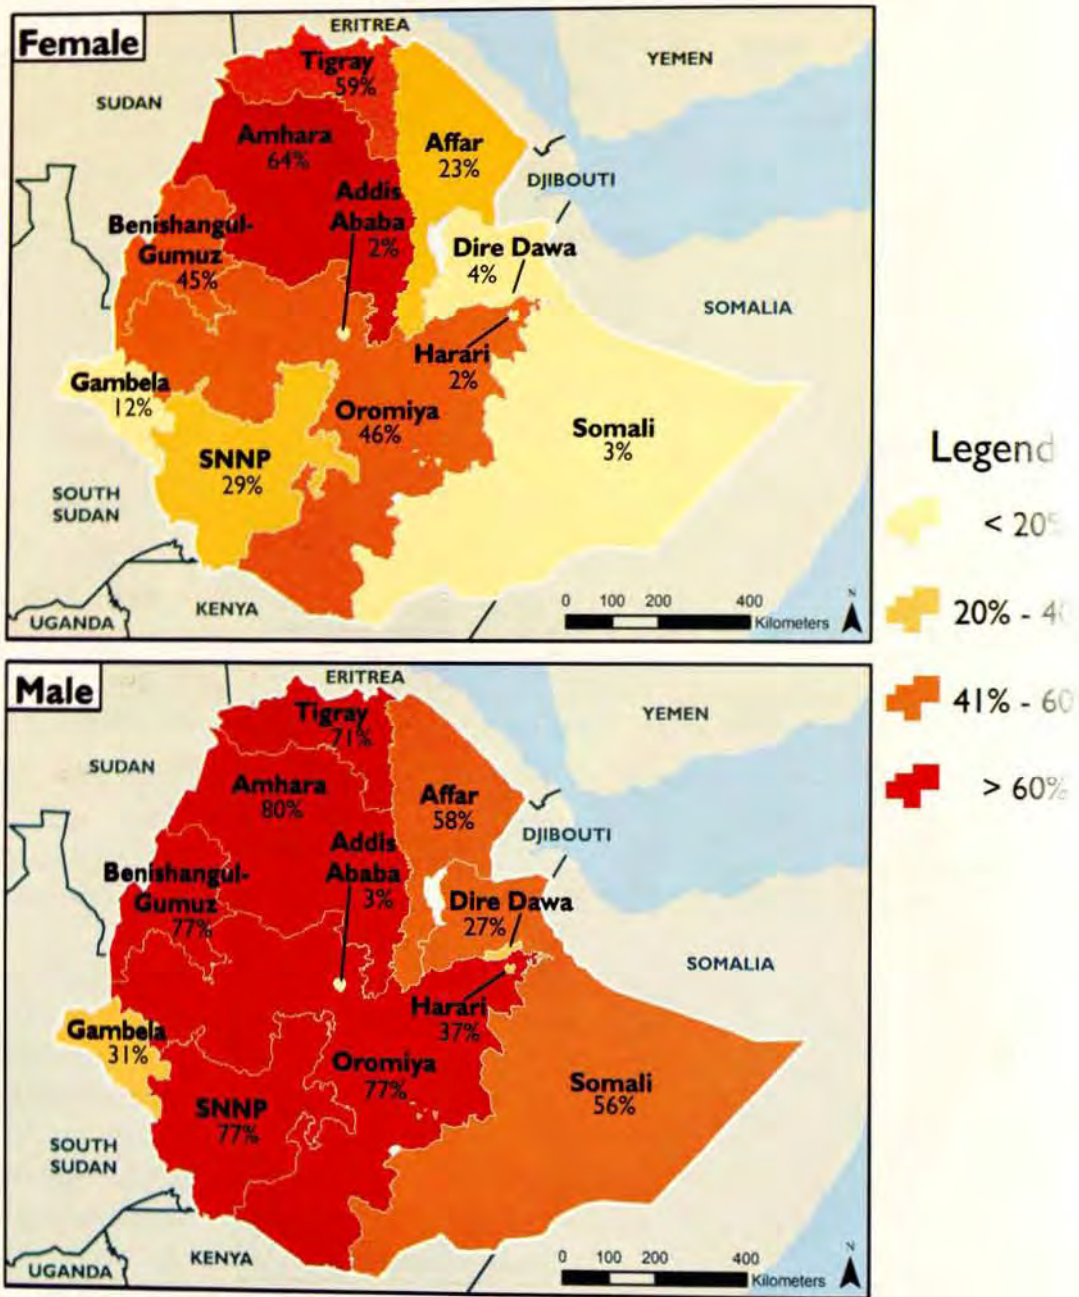 Female
ERITREA
YEMEN
Tigray
59%
SUDAN
Amhara
64%
Affar
23%
DJIBOUTI
Addis
Ababa
2%
Benishangul-
Gumuz
45%
Dire Dawa
4%
SOMALIA
Harari
2%
Gambela
12%
Oromiya
46%
Somali
3%
SNNP
29%
SOUTH
SUDAN
KENYA
UGANDA
0 100 200 400
Kilometers
N
Legend
< 20%
20% - 40
41% - 60
> 60%
Male
ERITREA
YEMEN
Tigray
71%
SUDAN
Amhara
80%
Affar
58%
DJIBOUTI
Addis
Ababa
3%
Benishangul-
Gumuz
77%
Dire Dawa
27%
SOMALIA
Harari
37%
Gambela
31%
Oromiya
77%
Somali
56%
SNNP
77%
SOUTH
SUDAN
KENYA
UGANDA
0 100 200 400
Kilometers
N